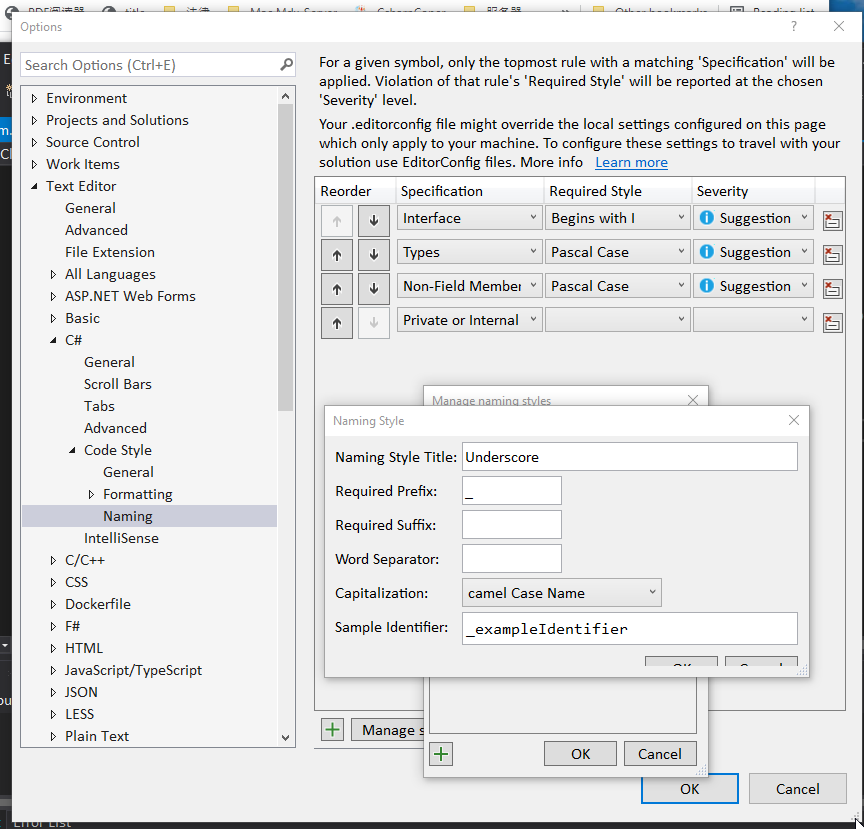 Options
?
Search Options (Ctrl+E)
Environment
Projects and Solutions
Source Control
Work Items
Text Editor
General
Advanced
File Extension
All Languages
ASP.NET Web Forms
Basic
C#
General
Scroll Bars
Tabs
Advanced
Code Style
General
Formatting
Naming
IntelliSense
C/C++
CSS
Dockerfile
F#
HTML
JavaScript/TypeScript
JSON
LESS
Plain Text
For a given symbol, only the topmost rule with a matching 'Specification' will be
applied. Violation of that rule's 'Required Style' will be reported at the chosen
'Severity' level.
Your .editorconfig file might override the local settings configured on this page
which only apply to your machine. To configure these settings to travel with your
solution use EditorConfig files. More info Learn more
Reorder Specification Required Style Severity
Interface Begins with I Suggestion
Types Pascal Case Suggestion
Non-Field Member Pascal Case Suggestion
Private or Internal
Manage naming styles
Naming Style
Naming Style Title: Underscore
Required Prefix: _
Required Suffix:
Word Separator:
Capitalization: camel Case Name
Sample Identifier: _exampleIdentifier
OK Cancel
Manage s
OK Cancel
OK Cancel
Error List